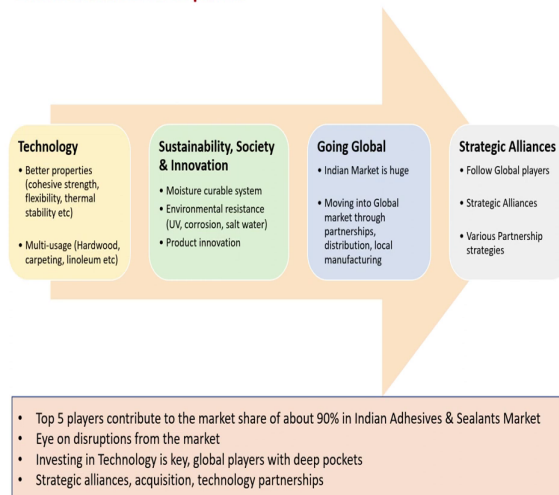 Technology
• Better properties
(cohesive strength,
flexibility, thermal
stability etc)
• Multi-usage (Hardwood,
carpeting, linoleum etc)
Sustainability, Society
& Innovation
• Moisture curable system
• Environmental resistance
(UV, corrosion, salt water)
• Product innovation
Going Global
• Indian Market is huge
• Moving into Global
market through
partnerships,
distribution, local
manufacturing
Strategic Alliances
• Follow Global players
• Strategic Alliances
• Various Partnership
strategies
• Top 5 players contribute to the market share of about 90% in Indian Adhesives & Sealants Market
• Eye on disruptions from the market
• Investing in Technology is key, global players with deep pockets
• Strategic alliances, acquisition, technology partnerships